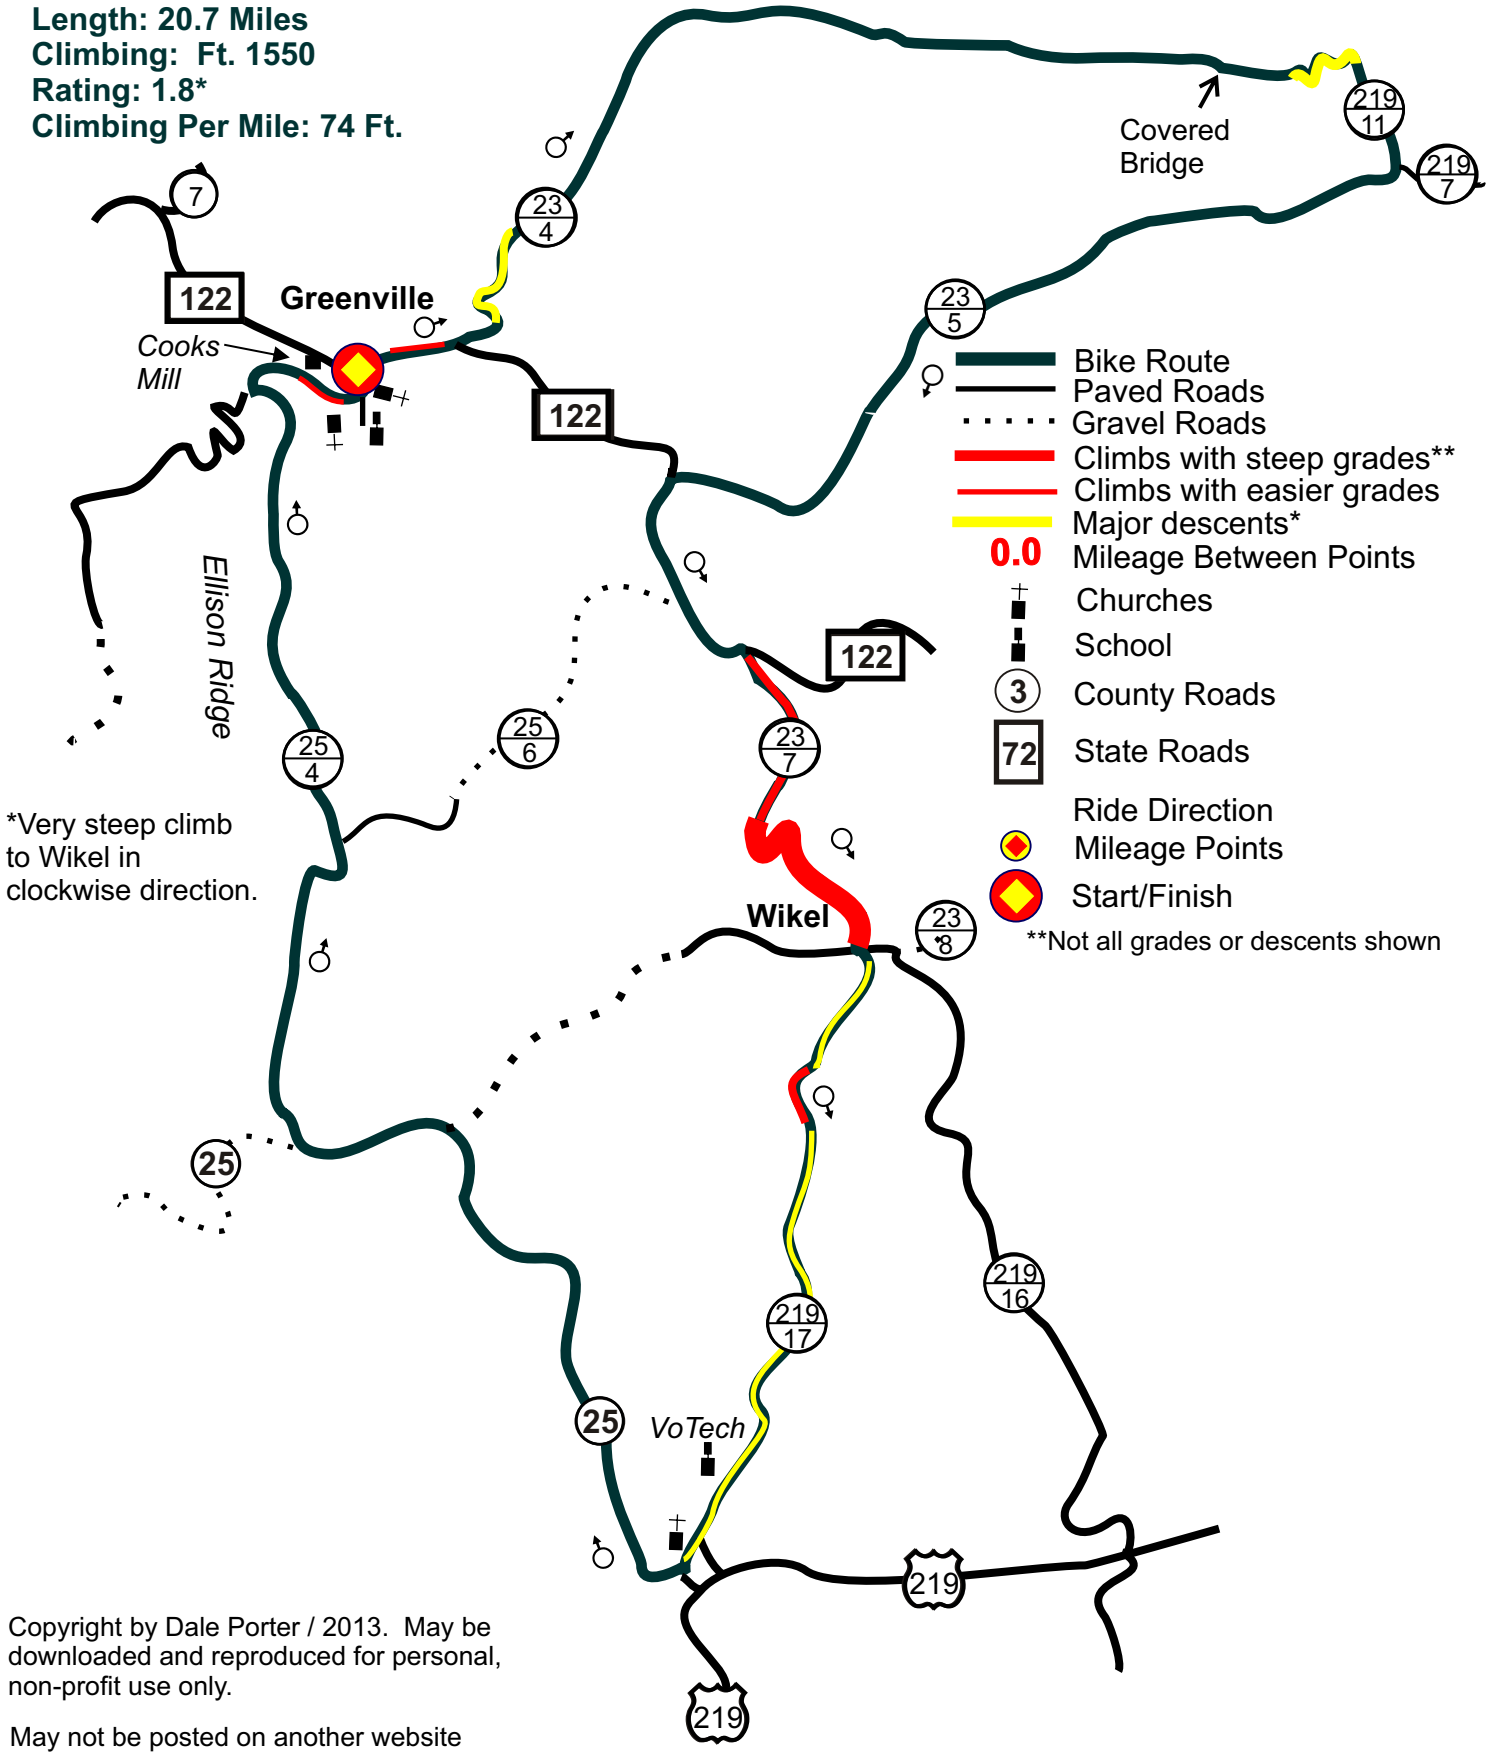 Length: 20.7 Miles
Climbing:  Ft. 1550
Rating: 1.8*
Climbing Per Mile: 74 Ft.
219
11
Covered
Bridge
219
7
7
23
4
122
Greenville
Cooks
Mill
23
5
122
Bike Route
Paved Roads
Gravel Roads
Climbs with steep grades**
Climbs with easier grades
Major descents*
0.0 Mileage Between Points
Churches
School
3 County Roads
72 State Roads
Ride Direction
Mileage Points
Start/Finish
**Not all grades or descents shown
Ellison Ridge
122
25
4
25
6
23
7
*Very steep climb
to Wikel in
clockwise direction.
Wikel
23
8
25
219
16
219
17
25
VoTech
219
219
Copyright by Dale Porter / 2013.  May be
downloaded and reproduced for personal,
non-profit use only.
May not be posted on another website